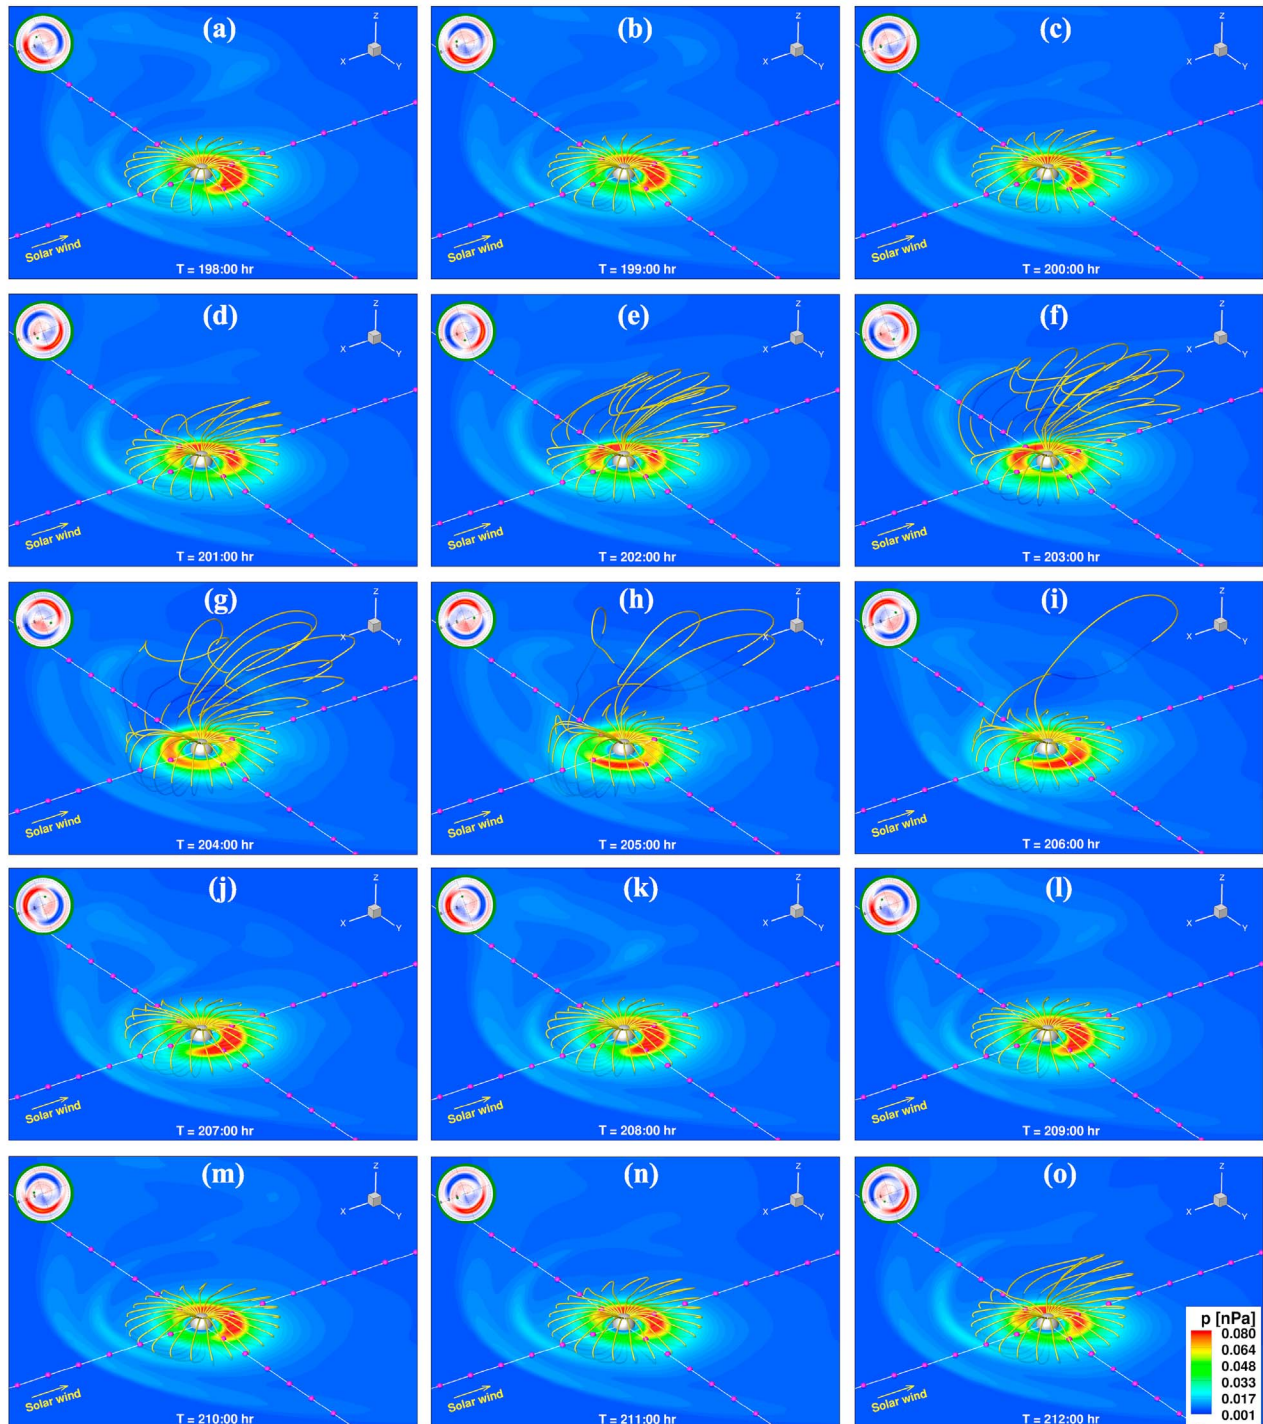 (a)
Z
X
Y
Solar wind
T = 198:00 hr
(b)
Z
X
Y
Solar wind
T = 199:00 hr
(c)
Z
X
Y
Solar wind
T = 200:00 hr
(d)
Z
X
Y
Solar wind
T = 201:00 hr
(e)
Z
X
Y
Solar wind
T = 202:00 hr
(f)
Z
X
Y
Solar wind
T = 203:00 hr
(g)
Z
X
Y
Solar wind
T = 204:00 hr
(h)
Z
X
Y
Solar wind
T = 205:00 hr
(i)
Z
X
Y
Solar wind
T = 206:00 hr
(j)
Z
X
Y
Solar wind
T = 207:00 hr
(k)
Z
X
Y
Solar wind
T = 208:00 hr
(l)
Z
X
Y
Solar wind
T = 209:00 hr
(m)
Z
X
Y
Solar wind
T = 210:00 hr
(n)
Z
X
Y
Solar wind
T = 211:00 hr
(o)
Z
X
Y
Solar wind
T = 212:00 hr
p [nPa]
0.080
0.064
0.048
0.033
0.017
0.001